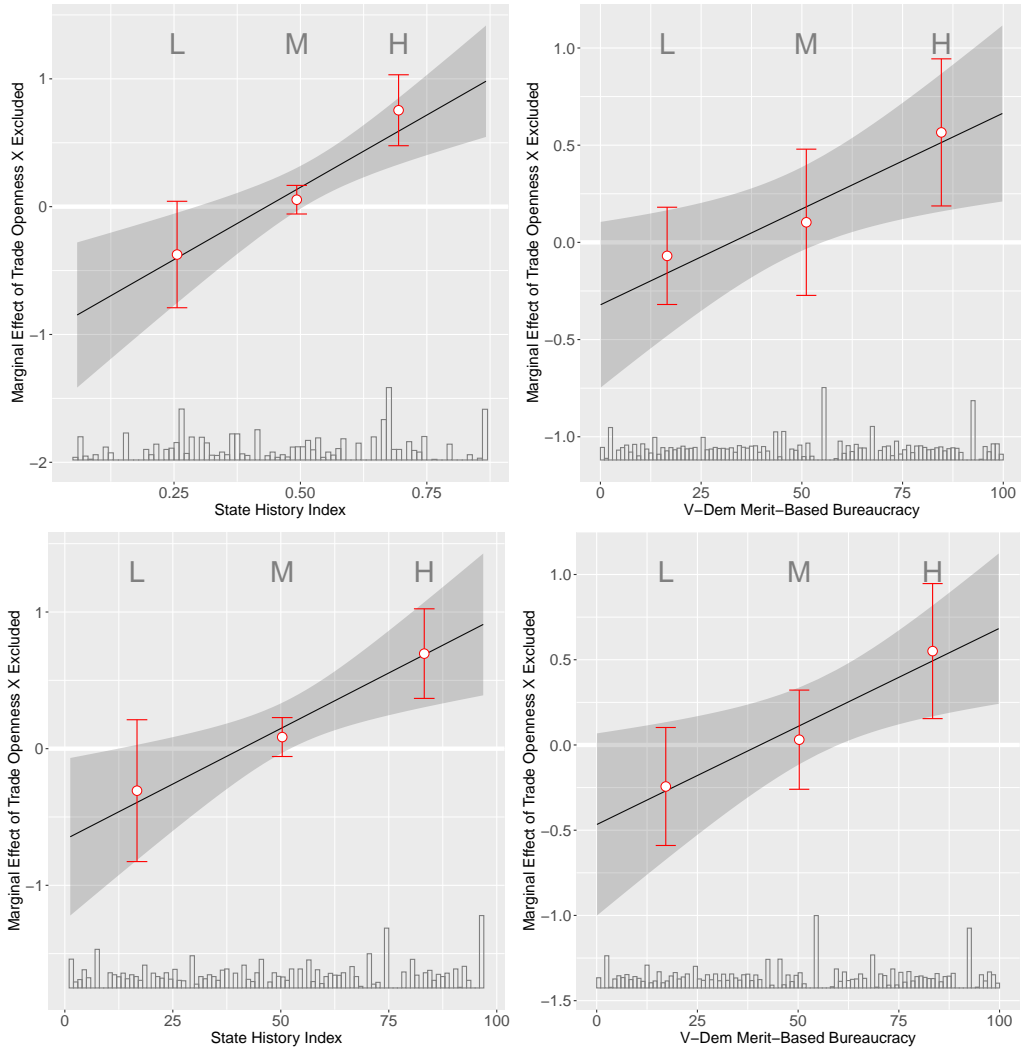 L M H
Marginal Effect of Trade Openness X Excluded
1
0
−1
−2
0.25 0.50 0.75
State History Index
L M H
Marginal Effect of Trade Openness X Excluded
1.0
0.5
0.0
−0.5
−1.0
0 25 50 75 100
V−Dem Merit−Based Bureaucracy
L M H
Marginal Effect of Trade Openness X Excluded
1
0
−1
0 25 50 75 100
State History Index
L M H
Marginal Effect of Trade Openness X Excluded
1.0
0.5
0.0
−0.5
−1.0
−1.5
0 25 50 75 100
V−Dem Merit−Based Bureaucracy